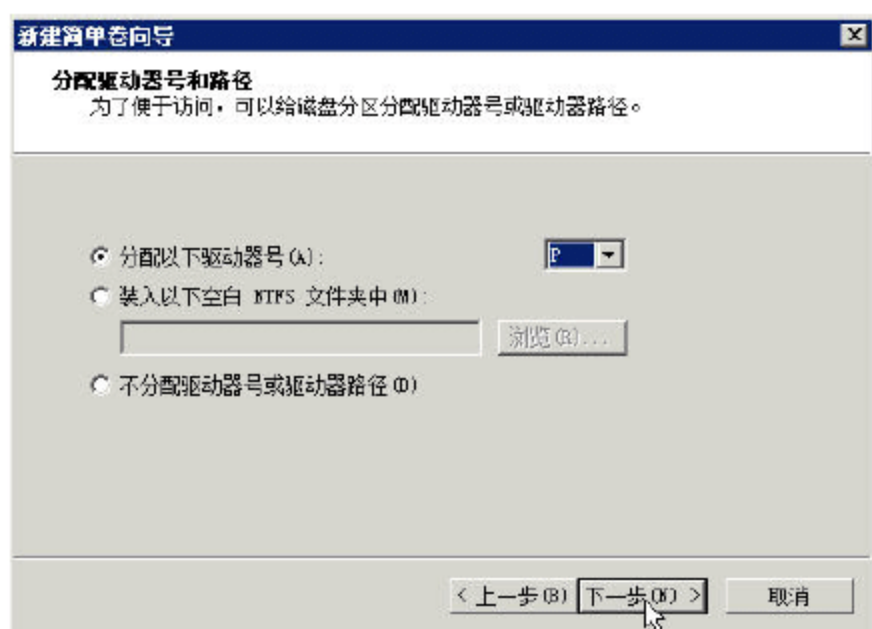 新建简单卷向导
分配驱动器号和路径
为了便于访问，可以给磁盘分区分配驱动器号或驱动器路径。
分配以下驱动器号(A)：
P
装入以下空白 NTFS 文件夹中(M)：
浏览(R)...
不分配驱动器号或驱动器路径(D)
< 上一步(B)
下一步(N) >
取消